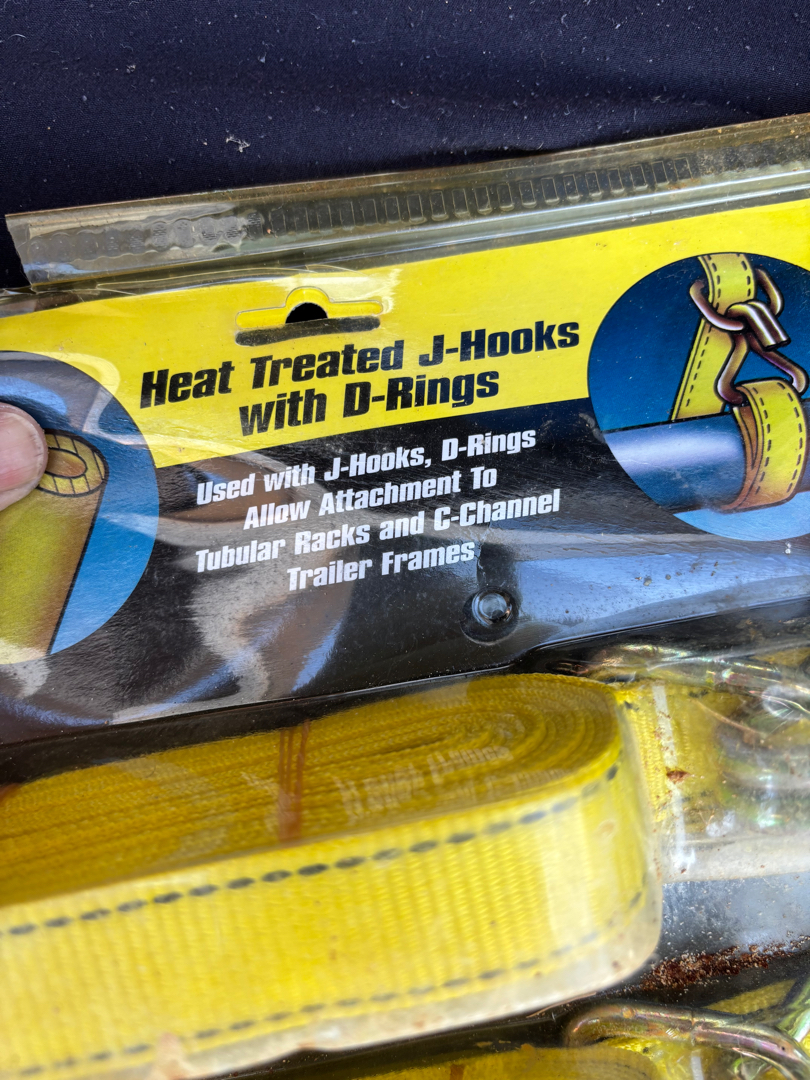 Heat Treated J-Hooks
with D-Rings
Used with J-Hooks, D-Rings
Allow Attachment To
Tubular Racks and C-Channel
Trailer Frames